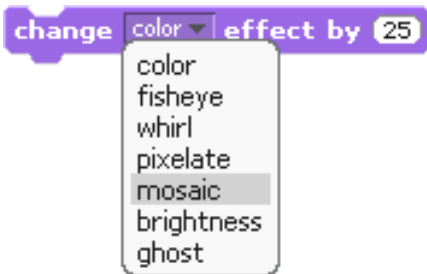 change color effect by 25
color
fisheye
whirl
pixelate
mosaic
brightness
ghost